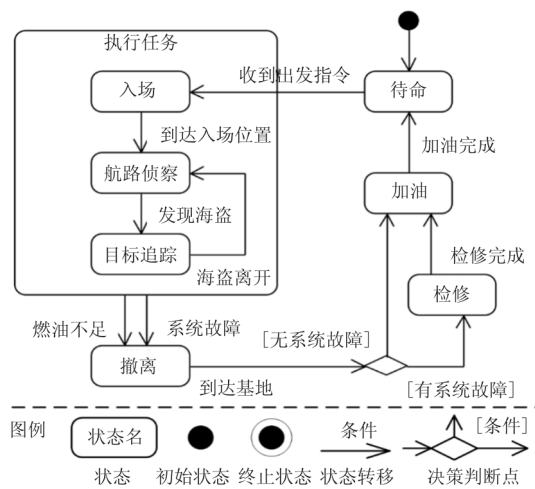 执行任务
收到出发指令
入场
待命
到达入场位置
加油完成
航路侦察
加油
发现海盗
目标追踪
检修完成
海盗离开
检修
燃油不足
系统故障
[无系统故障]
撤离
到达基地
[有系统故障]
图例
状态名
条件
[条件]
状态
初始状态
终止状态
状态转移
决策判断点